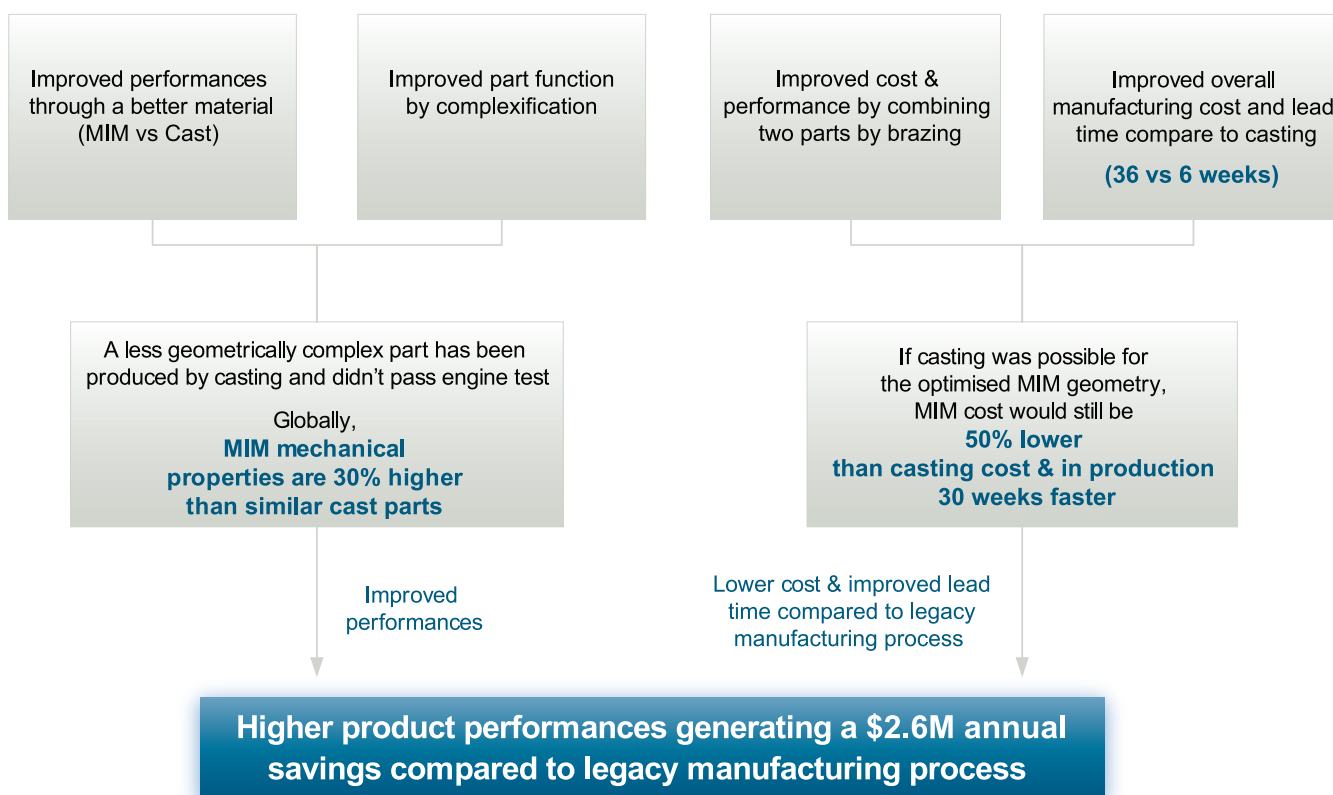 Improved performances
through a better material
(MIM vs Cast)
Improved part function
by complexification
Improved cost &
performance by combining
two parts by brazing
Improved overall
manufacturing cost and lead
time compare to casting
(36 vs 6 weeks)
A less geometrically complex part has been
produced by casting and didn’t pass engine test
Globally,
MIM mechanical
properties are 30% higher
than similar cast parts
If casting was possible for
the optimised MIM geometry,
MIM cost would still be
50% lower
than casting cost & in production
30 weeks faster
Improved
performances
Lower cost & improved lead
time compared to legacy
manufacturing process
Higher product performances generating a $2.6M annual
savings compared to legacy manufacturing process